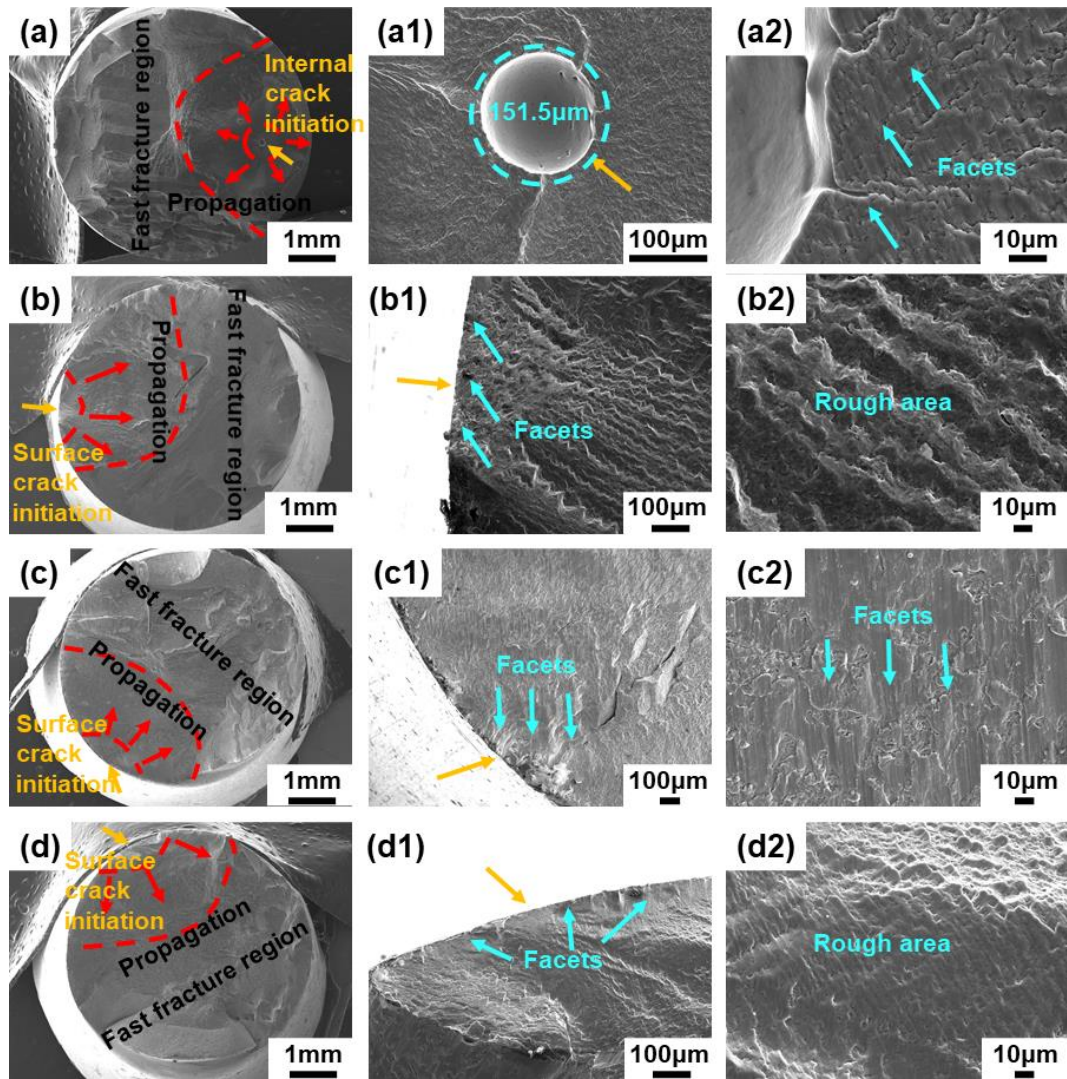 (a)
Fast fracture region
Internal
crack
initiation
Propagation
1mm
(a1)
151.5μm
100μm
(a2)
Facets
10μm
(b)
Propagation
Fast fracture region
Surface
crack
initiation
1mm
(b1)
Facets
100μm
(b2)
Rough area
10μm
(c)
Fast fracture region
Propagation
Surface
crack
initiation
1mm
(c1)
Facets
100μm
(c2)
Facets
10μm
(d)
Surface
crack
initiation
Propagation
Fast fracture region
1mm
(d1)
Facets
100μm
(d2)
Rough area
10μm